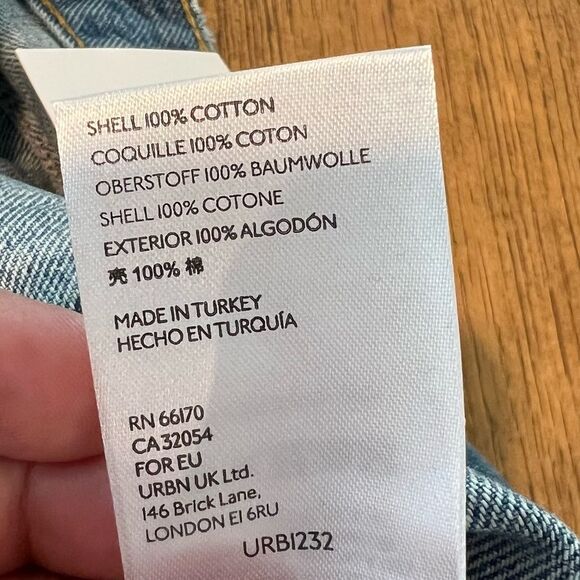 SHELL 100% COTTON
COQUILLE 100% COTON
OBERSTOFF 100% BAUMWOLLE
SHELL 100% COTONE
EXTERIOR 100% ALGODÓN
壳 100% 棉
MADE IN TURKEY
HECHO EN TURQUÍA
RN 66170
CA 32054
FOR EU
URBN UK Ltd.
146 Brick Lane,
LONDON E1 6RU
URB1232